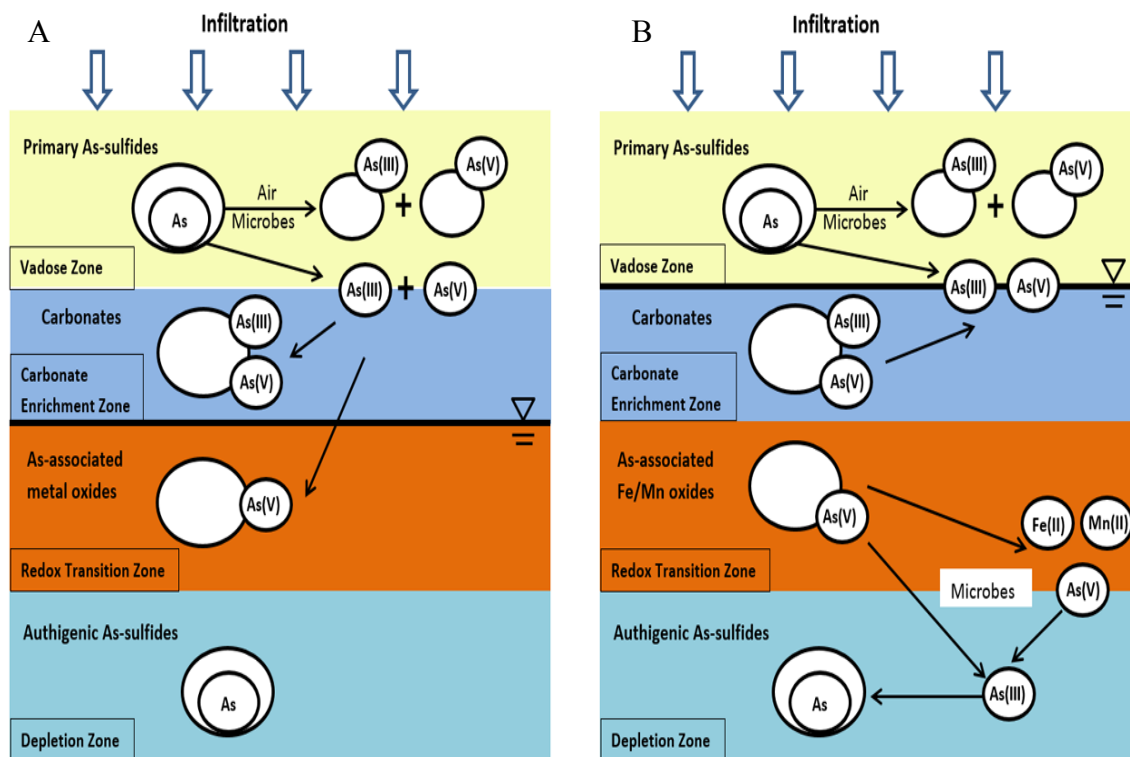 A
Infiltration
Primary As-sulfides
As
Air
Microbes
As(III)
+
As(V)
Vadose Zone
As(III)
+
As(V)
Carbonates
As(III)
As(V)
Carbonate
Enrichment Zone
As-associated
metal oxides
As(V)
Redox Transition Zone
Authigenic As-sulfides
As
Depletion Zone
B
Infiltration
Primary As-sulfides
As
Air
Microbes
As(III)
+
As(V)
Vadose Zone
As(III)
As(V)
Carbonates
As(III)
As(V)
Carbonate
Enrichment Zone
As-associated
Fe/Mn oxides
As(V)
Fe(II)
Mn(II)
Redox Transition Zone
Microbes
As(V)
Authigenic As-sulfides
As
As(III)
Depletion Zone